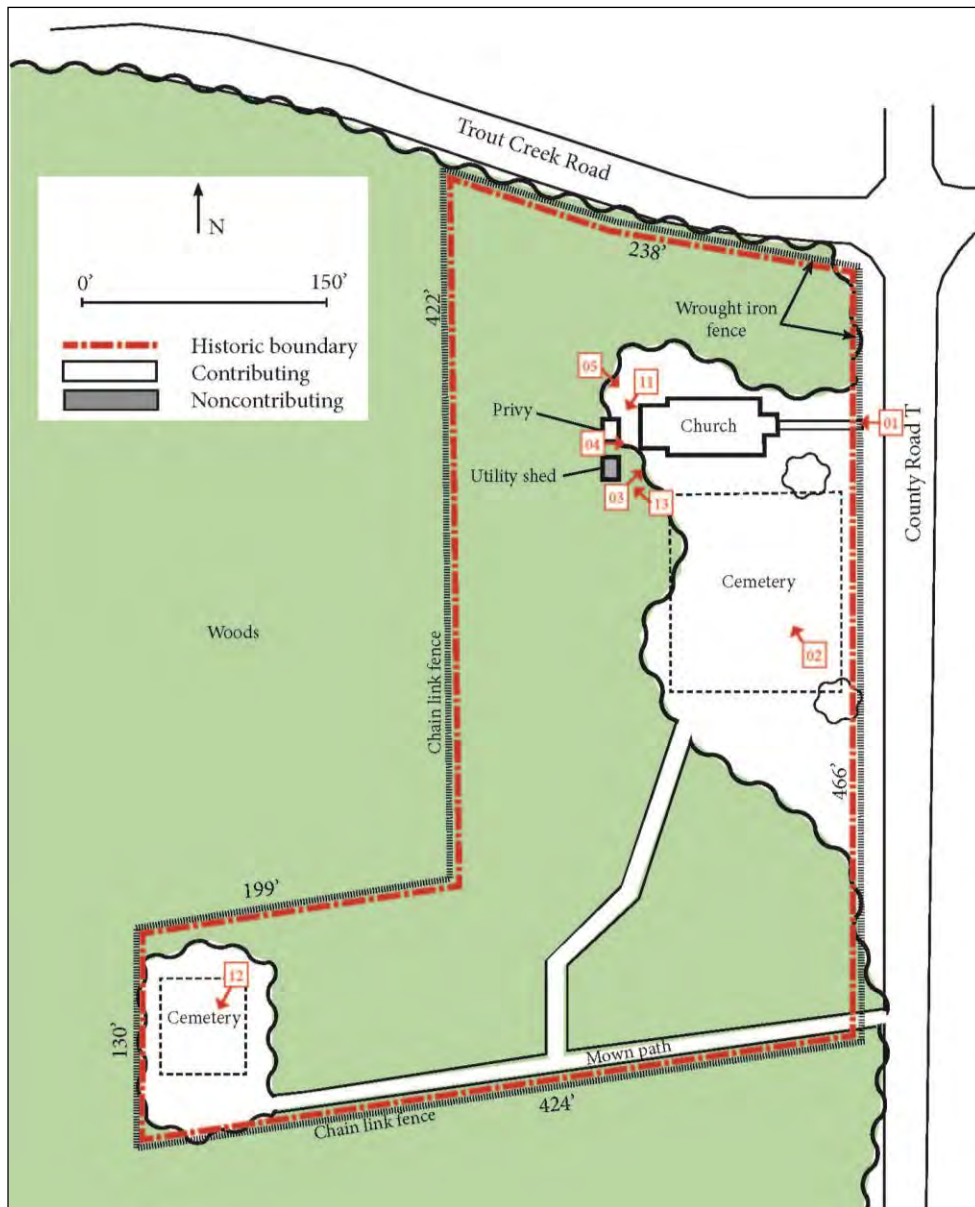 Trout Creek Road
N
0' 150'
Historic boundary
Contributing
Noncontributing
238'
422'
Wrought iron
fence
05
11
Privy
04
Church
01
County Road T
Utility shed
03
13
Cemetery
02
Woods
Chain link fence
466'
199'
12
Cemetery
130'
Mown path
424'
Chain link fence